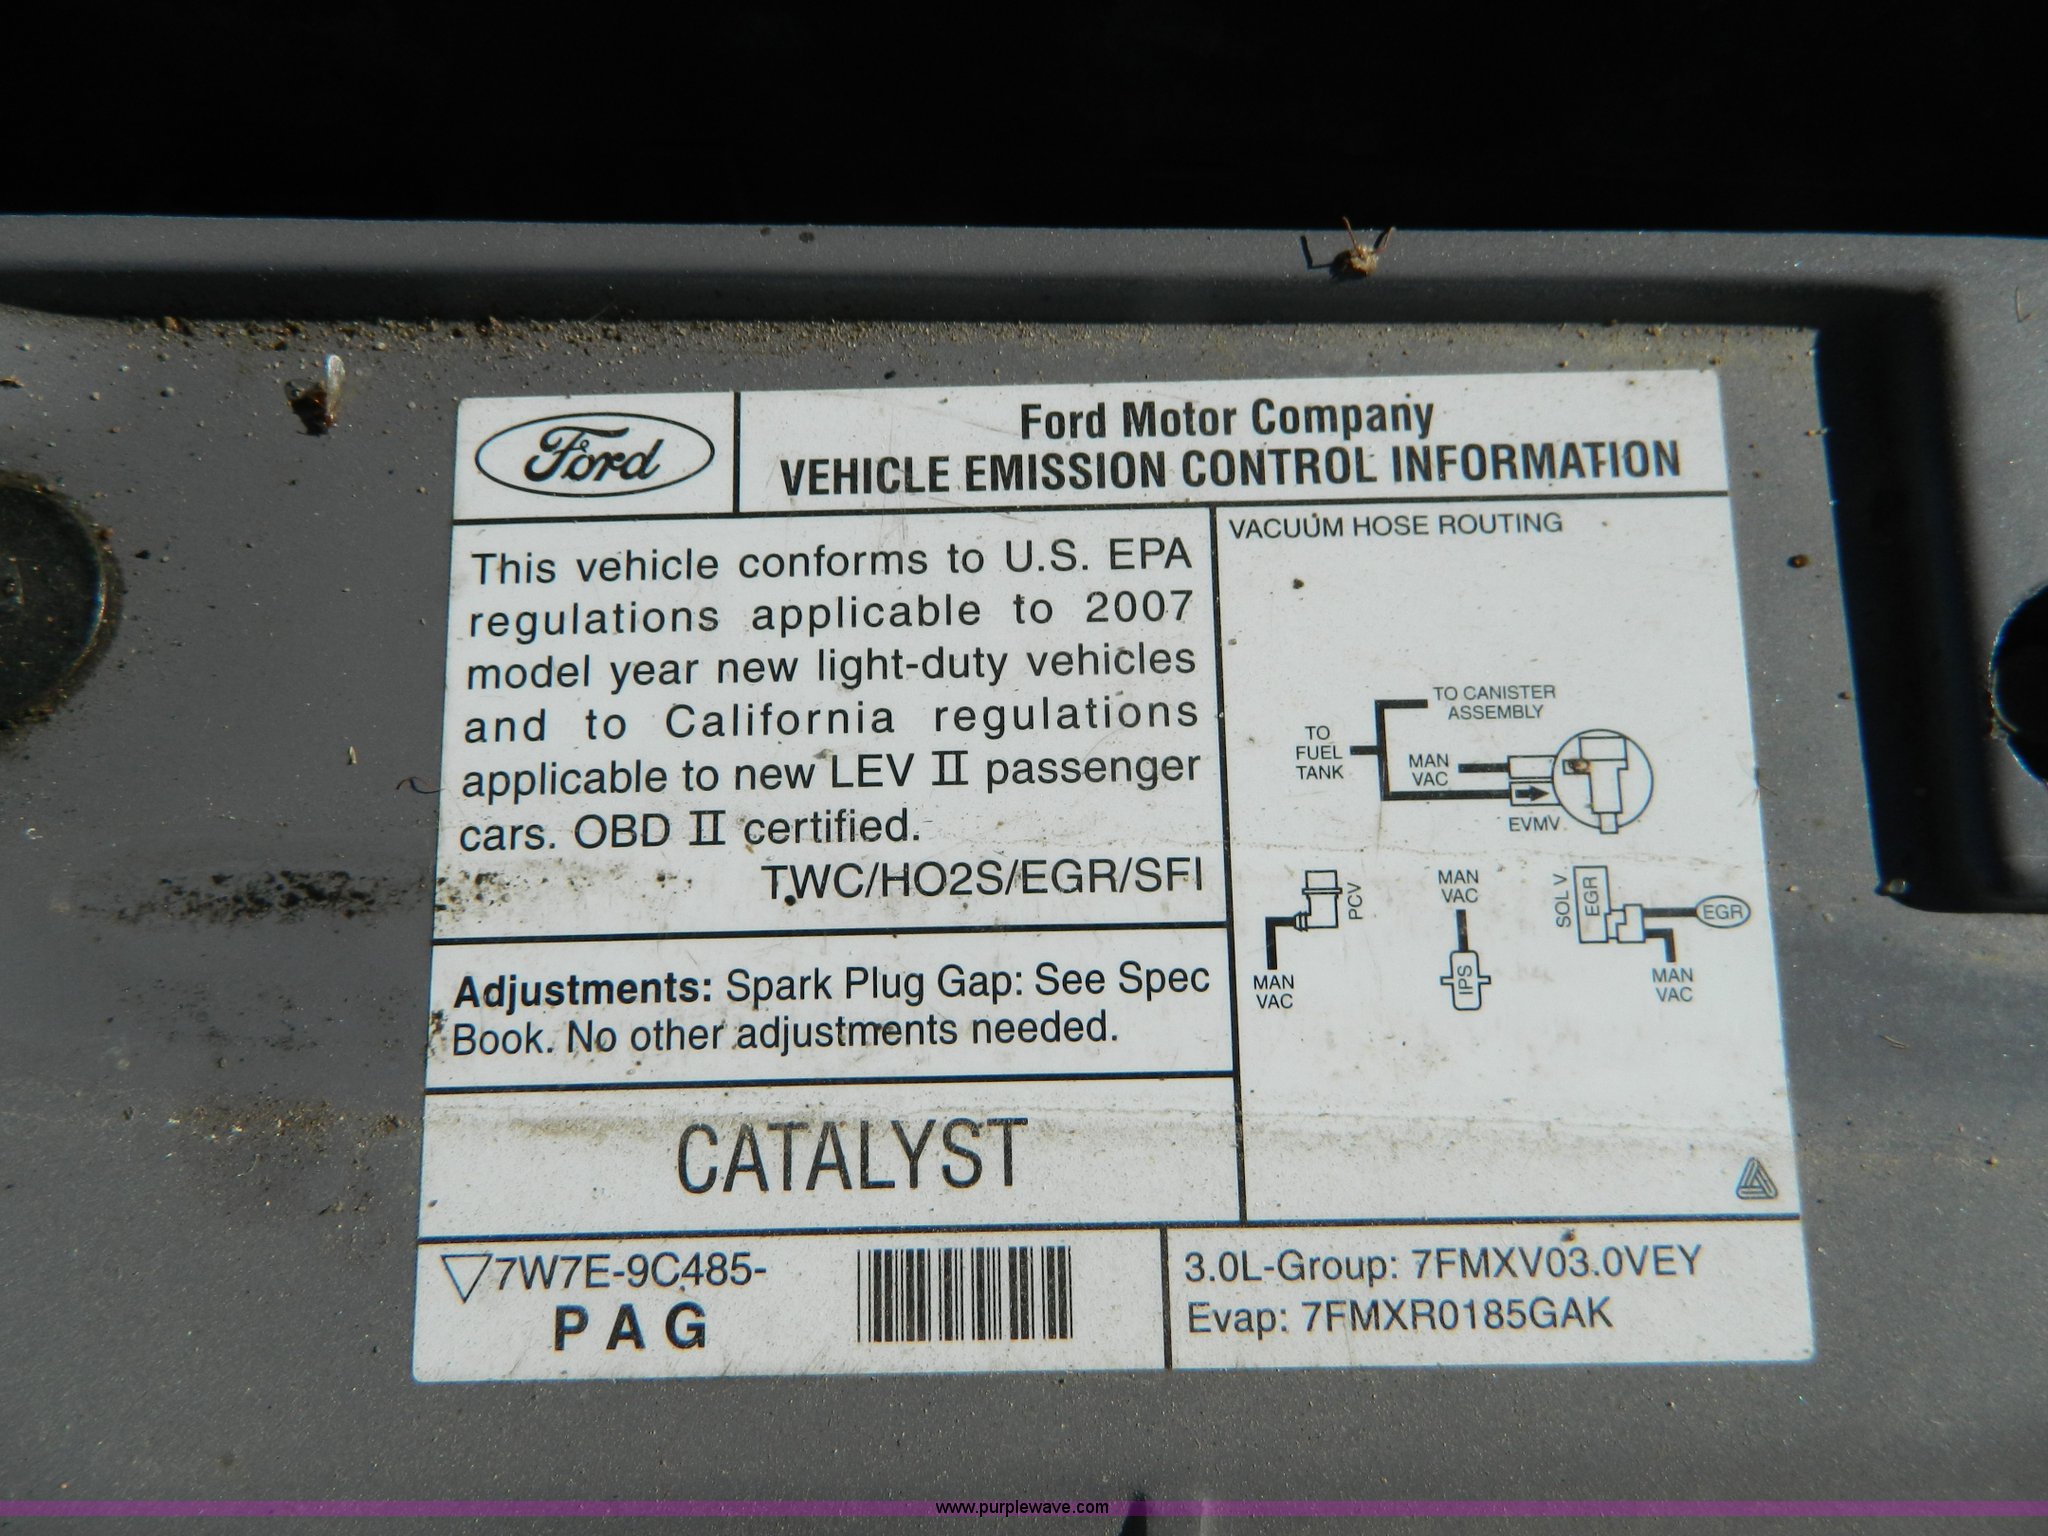 Ford
Ford Motor Company
VEHICLE EMISSION CONTROL INFORMATION
This vehicle conforms to U.S. EPA
regulations applicable to 2007
model year new light-duty vehicles
and to California regulations
applicable to new LEV II passenger
cars. OBD II certified.
TWC/HO2S/EGR/SFI
Adjustments: Spark Plug Gap: See Spec
Book. No other adjustments needed.
CATALYST
7W7E-9C485-
PAG
VACUUM HOSE ROUTING
TO CANISTER
ASSEMBLY
TO
FUEL
TANK
MAN
VAC
EVMV
PCV
MAN
VAC
MAN
VAC
IPS
SOL V
EGR
EGR
MAN
VAC
3.0L-Group: 7FMXV03.0VEY
Evap: 7FMXR0185GAK
www.purplewave.com